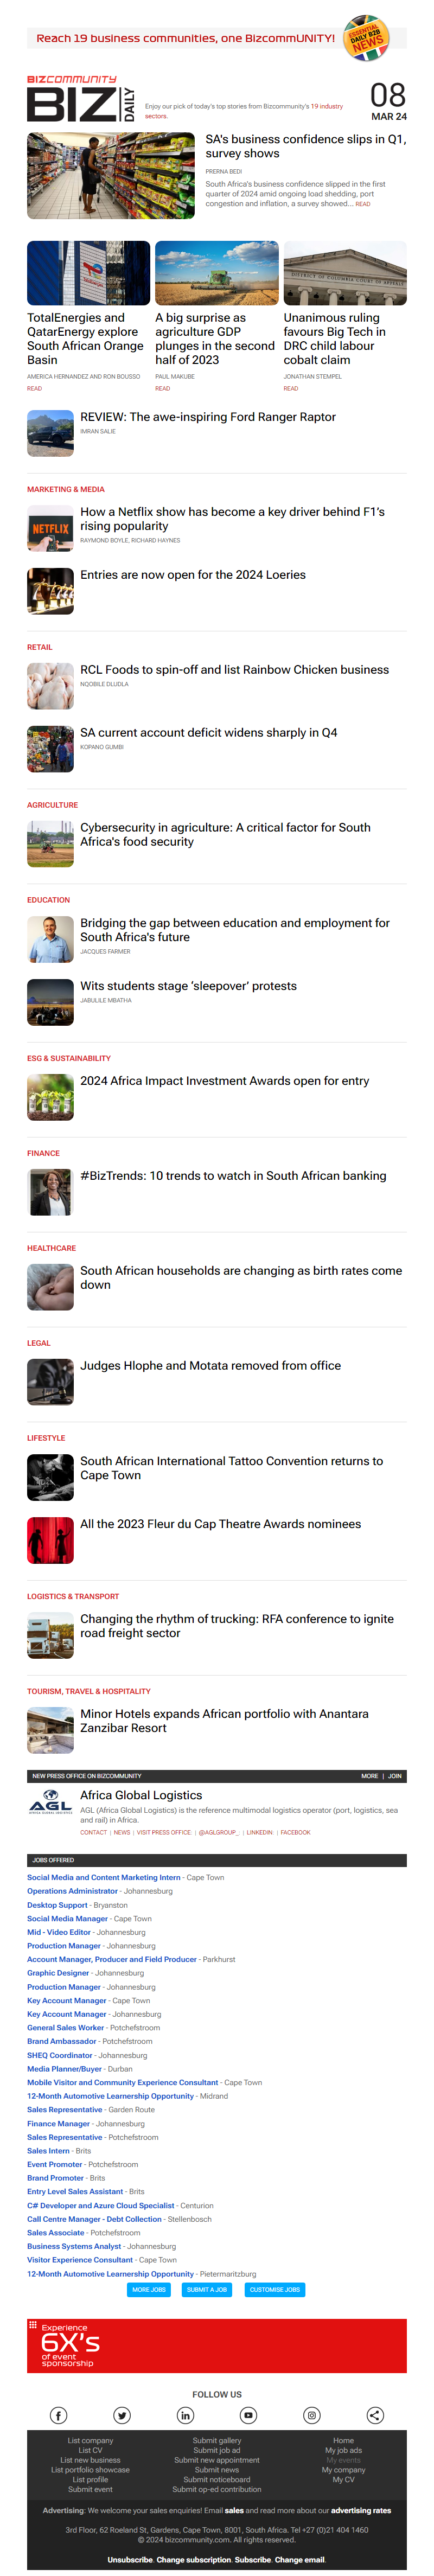 Reach 19 business communities, one BizcommUNITY!
ESSENTIAL
DAILY B2B
NEWS
BIZCOMMUNITY
BIZ DAILY
Enjoy our pick of today's top stories from Bizcommunity's 19 industry
sectors.
08
MAR 24
SA's business confidence slips in Q1,
survey shows
PRERNA BEDI
South Africa's business confidence slipped in the first
quarter of 2024 amid ongoing load shedding, port
congestion and inflation, a survey showed... READ
DISTRICT OF COLUMBIA COURT OF APPEALS
TotalEnergies and
QatarEnergy explore
South African Orange
Basin
AMERICA HERNANDEZ AND RON BOUSSO
READ
A big surprise as
agriculture GDP
plunges in the second
half of 2023
PAUL MAKUBE
READ
Unanimous ruling
favours Big Tech in
DRC child labour
cobalt claim
JONATHAN STEMPEL
READ
REVIEW: The awe-inspiring Ford Ranger Raptor
IMRAN SALIE
MARKETING & MEDIA
NETFLIX
How a Netflix show has become a key driver behind F1's
rising popularity
RAYMOND BOYLE, RICHARD HAYNES
Entries are now open for the 2024 Loeries
RETAIL
RCL Foods to spin-off and list Rainbow Chicken business
NQOBILE DLUDLA
SA current account deficit widens sharply in Q4
KOPANO GUMBI
AGRICULTURE
Cybersecurity in agriculture: A critical factor for South
Africa's food security
EDUCATION
Bridging the gap between education and employment for
South Africa's future
JACQUES FARMER
Wits students stage 'sleepover' protests
JABULILE MBATHA
ESG & SUSTAINABILITY
2024 Africa Impact Investment Awards open for entry
FINANCE
#BizTrends: 10 trends to watch in South African banking
HEALTHCARE
South African households are changing as birth rates come
down
LEGAL
Judges Hlophe and Motata removed from office
LIFESTYLE
South African International Tattoo Convention returns to
Cape Town
All the 2023 Fleur du Cap Theatre Awards nominees
LOGISTICS & TRANSPORT
Changing the rhythm of trucking: RFA conference to ignite
road freight sector
TOURISM, TRAVEL & HOSPITALITY
Minor Hotels expands African portfolio with Anantara
Zanzibar Resort
NEW PRESS OFFICE ON BIZCOMMUNITY MORE | JOIN
AGL
AFRICA GLOBAL LOGISTICS
Africa Global Logistics
AGL (Africa Global Logistics) is the reference multimodal logistics operator (port, logistics, sea
and rail) in Africa.
CONTACT | NEWS | VISIT PRESS OFFICE: | @AGLGROUP_: | LINKEDIN: | FACEBOOK
JOBS OFFERED
Social Media and Content Marketing Intern - Cape Town
Operations Administrator - Johannesburg
Desktop Support - Bryanston
Social Media Manager - Cape Town
Mid - Video Editor - Johannesburg
Production Manager - Johannesburg
Account Manager, Producer and Field Producer - Parkhurst
Graphic Designer - Johannesburg
Production Manager - Johannesburg
Key Account Manager - Cape Town
Key Account Manager - Johannesburg
General Sales Worker - Potchefstroom
Brand Ambassador - Potchefstroom
SHEQ Coordinator - Johannesburg
Media Planner/Buyer - Durban
Mobile Visitor and Community Experience Consultant - Cape Town
12-Month Automotive Learnership Opportunity - Midrand
Sales Representative - Garden Route
Finance Manager - Johannesburg
Sales Representative - Potchefstroom
Sales Intern - Brits
Event Promoter - Potchefstroom
Brand Promoter - Brits
Entry Level Sales Assistant - Brits
C# Developer and Azure Cloud Specialist - Centurion
Call Centre Manager - Debt Collection - Stellenbosch
Sales Associate - Potchefstroom
Business Systems Analyst - Johannesburg
Visitor Experience Consultant - Cape Town
12-Month Automotive Learnership Opportunity - Pietermaritzburg
MORE JOBS SUBMIT A JOB CUSTOMISE JOBS
Experience
6X's
of event
sponsorship
FOLLOW US
List company
List CV
List new business
List portfolio showcase
List profile
Submit event
Submit gallery
Submit job ad
Submit new appointment
Submit news
Submit noticeboard
Submit op-ed contribution
Home
My job ads
My events
My company
My CV
Advertising: We welcome your sales enquiries! Email sales and read more about our advertising rates
3rd Floor, 62 Roeland St, Gardens, Cape Town, 8001, South Africa. Tel +27 (0)21 404 1460
© 2024 bizcommunity.com. All rights reserved.
Unsubscribe. Change subscription. Subscribe. Change email.